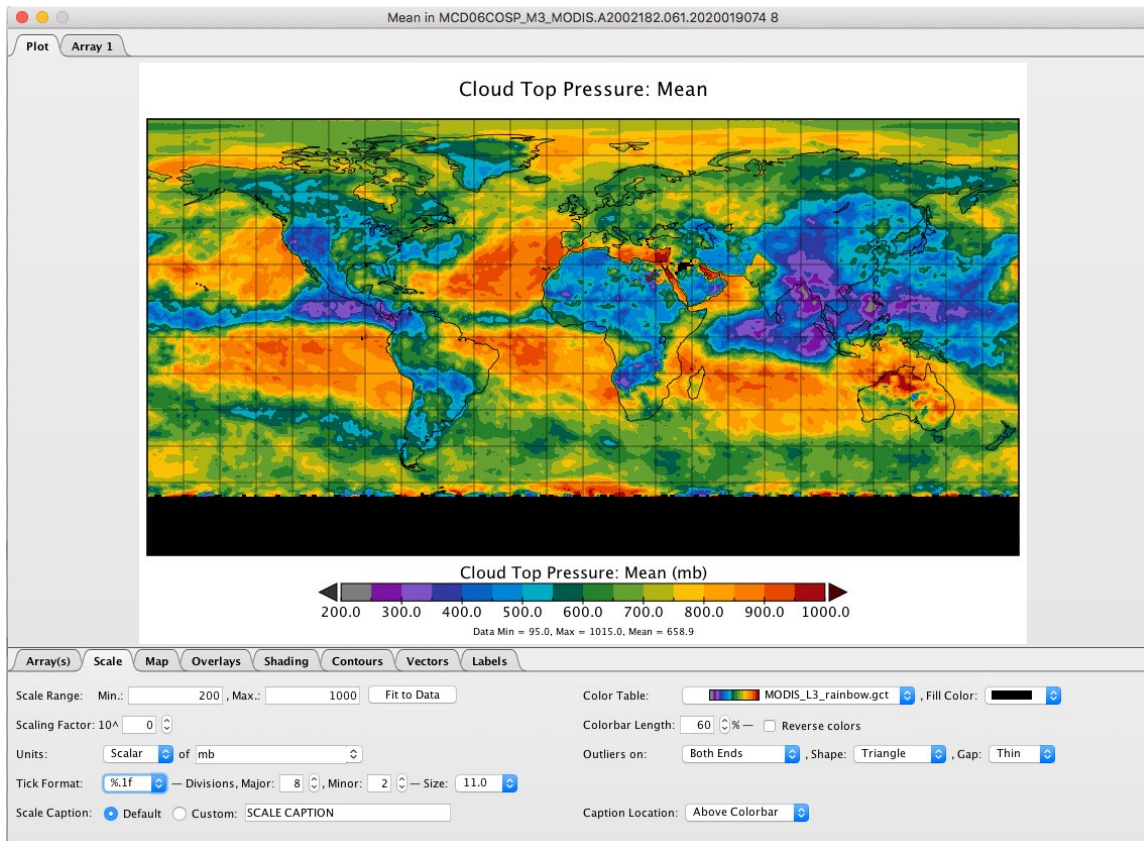 Mean in MCD06COSP_M3_MODIS.A2002182.061.2020019074 8
Plot Array 1
Cloud Top Pressure: Mean
Cloud Top Pressure: Mean (mb)
200.0 300.0 400.0 500.0 600.0 700.0 800.0 900.0 1000.0
Data Min = 95.0, Max = 1015.0, Mean = 658.9
Array(s) Scale Map Overlays Shading Contours Vectors Labels
Scale Range: Min.: 200 , Max.: 1000 Fit to Data Color Table: MODIS_L3_rainbow.gct , Fill Color:
Scaling Factor: 10^ 0 Colorbar Length: 60 % — Reverse colors
Units: Scalar of mb Outliers on: Both Ends , Shape: Triangle , Gap: Thin
Tick Format: %.1f — Divisions, Major: 8 , Minor: 2 — Size: 11.0
Scale Caption: Default Custom: SCALE CAPTION Caption Location: Above Colorbar